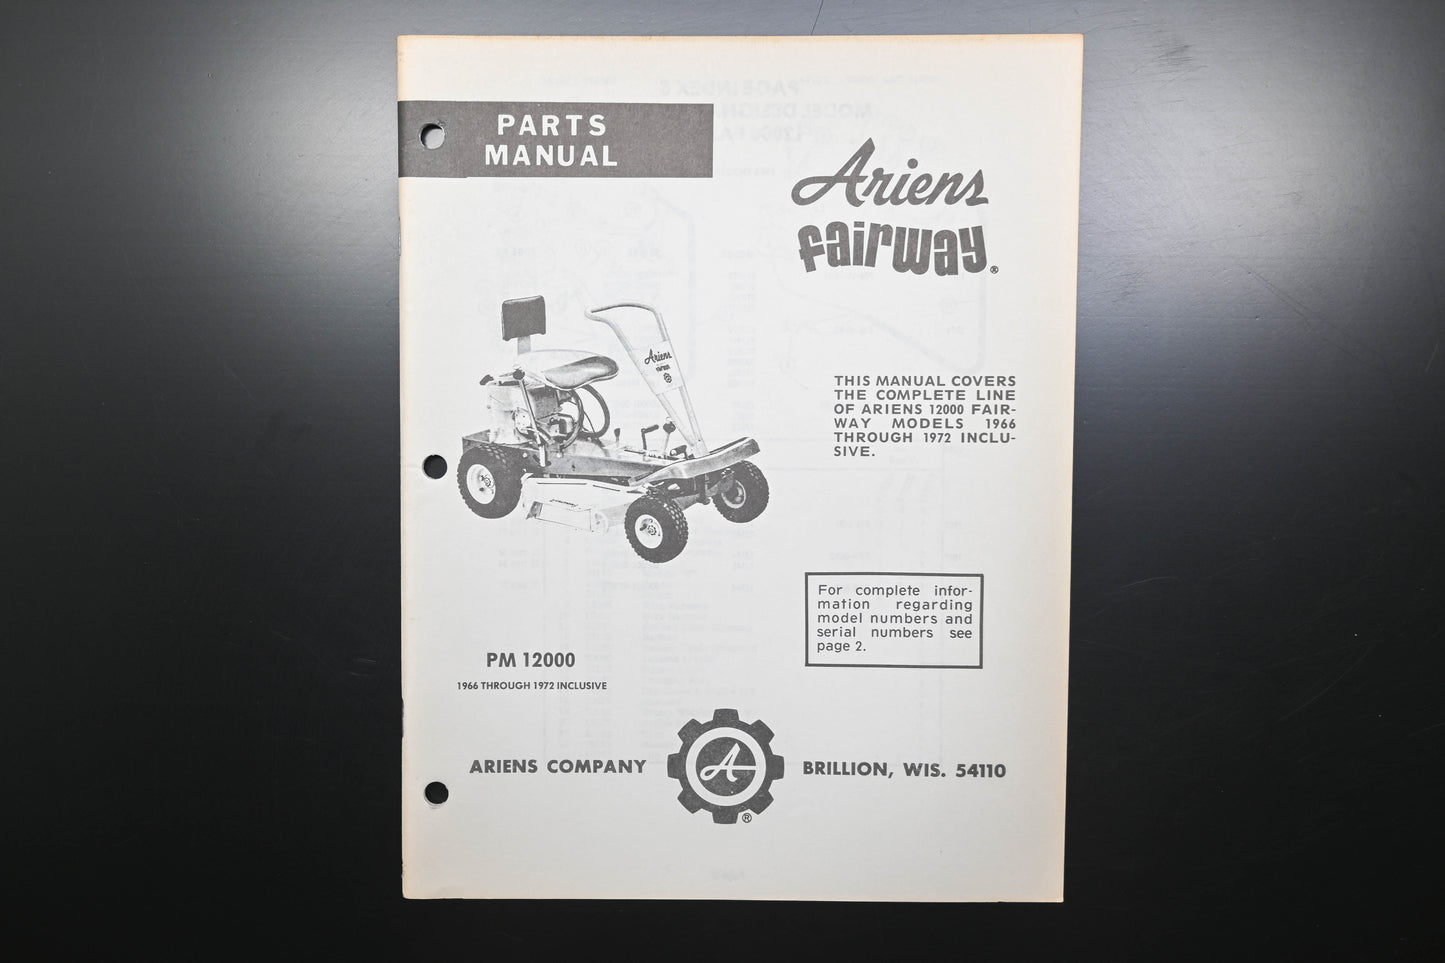 PARTS
MANUAL
Ariens
fairway®
Ariens
THIS MANUAL COVERS
THE COMPLETE LINE
OF ARIENS 12000 FAIR-
WAY MODELS 1966
THROUGH 1972 INCLU-
SIVE.
For complete infor-
mation regarding
model numbers and
serial numbers see
page 2.
PM 12000
1966 THROUGH 1972 INCLUSIVE
ARIENS COMPANY
A
®
BRILLION, WIS. 54110